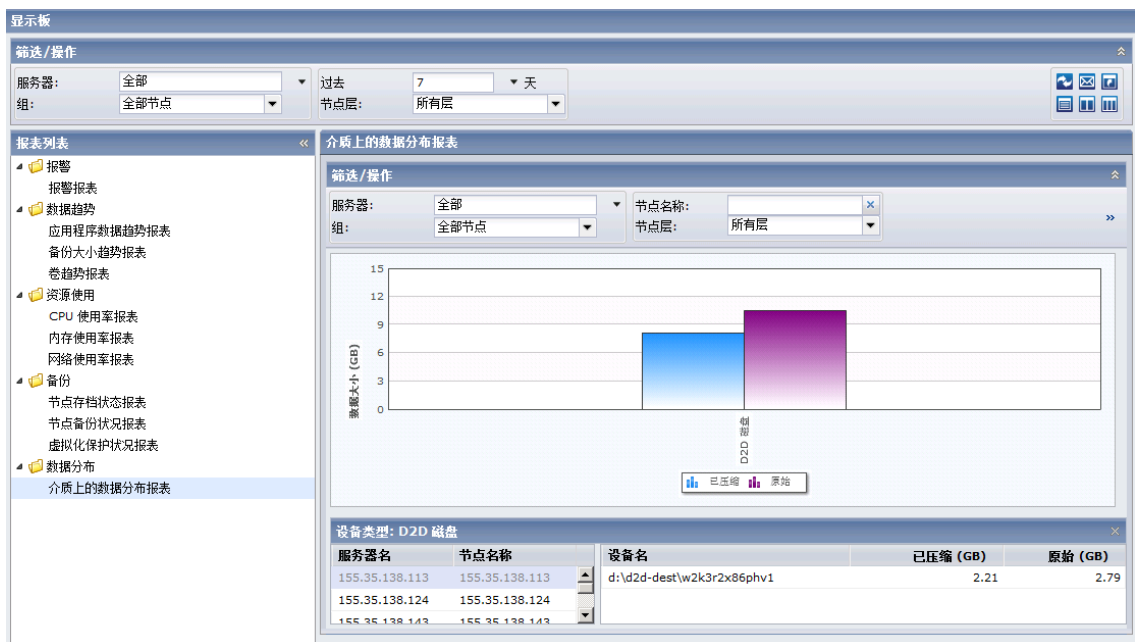 显示板
筛选/操作
服务器: 全部 过去 7 天
组: 全部节点 节点层: 所有层
报表列表
报警
报警报表
数据趋势
应用程序数据趋势报表
备份大小趋势报表
卷趋势报表
资源使用
CPU 使用率报表
内存使用率报表
网络使用率报表
备份
节点存档状态报表
节点备份状况报表
虚拟化保护状况报表
数据分布
介质上的数据分布报表
介质上的数据分布报表
筛选/操作
服务器: 全部 节点名称:
组: 全部节点 节点层: 所有层
15
12
9
6
3
0
数据大小 (GB)
D2D 磁盘
已压缩 原始
设备类型: D2D 磁盘
服务器名 节点名称 设备名 已压缩 (GB) 原始 (GB)
155.35.138.113 155.35.138.113 d:\d2d-dest\w2k3r2x86phv1 2.21 2.79
155.35.138.124 155.35.138.124
155.35.138.143 155.35.138.143